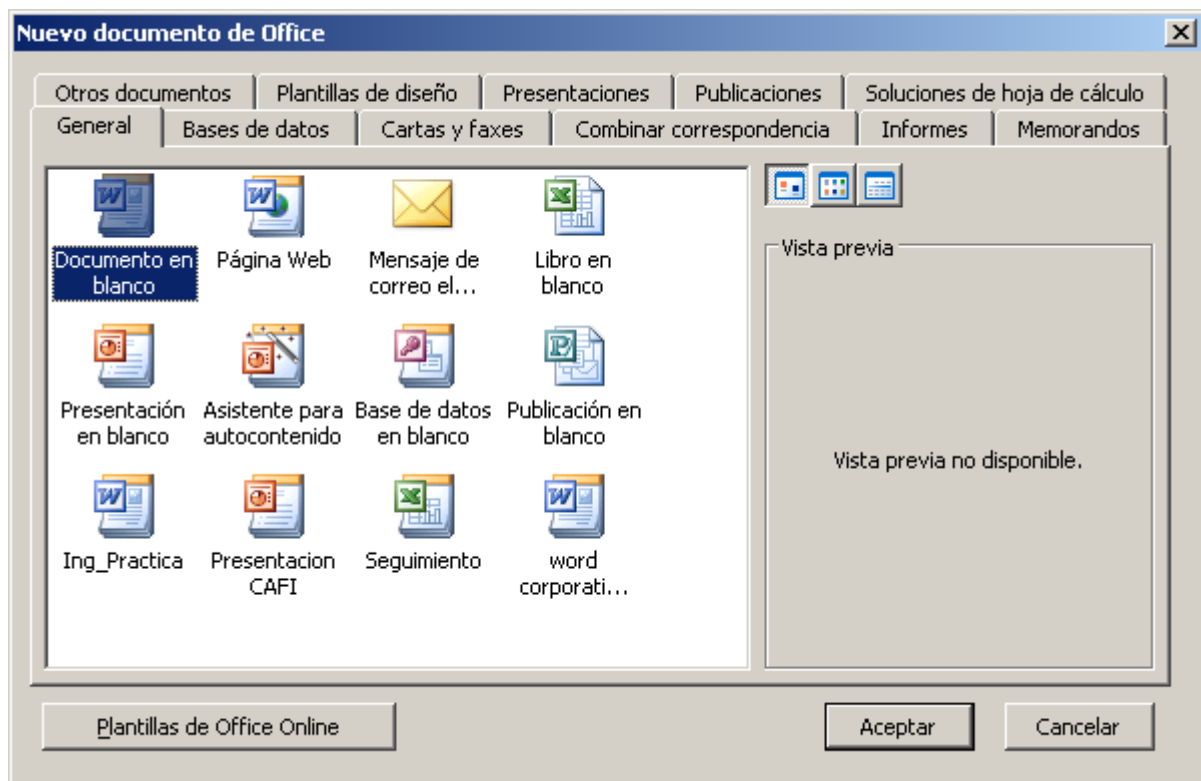 Nuevo documento de Office
Otros documentos
Plantillas de diseño
Presentaciones
Publicaciones
Soluciones de hoja de cálculo
General
Bases de datos
Cartas y faxes
Combinar correspondencia
Informes
Memorandos
Documento en
blanco
Página Web
Mensaje de
correo el...
Libro en
blanco
Presentación
en blanco
Asistente para
autocontenido
Base de datos
en blanco
Publicación en
blanco
Ing_Practica
Presentacion
CAFI
Seguimiento
word
corporati...
Vista previa
Vista previa no disponible.
Plantillas de Office Online
Aceptar
Cancelar